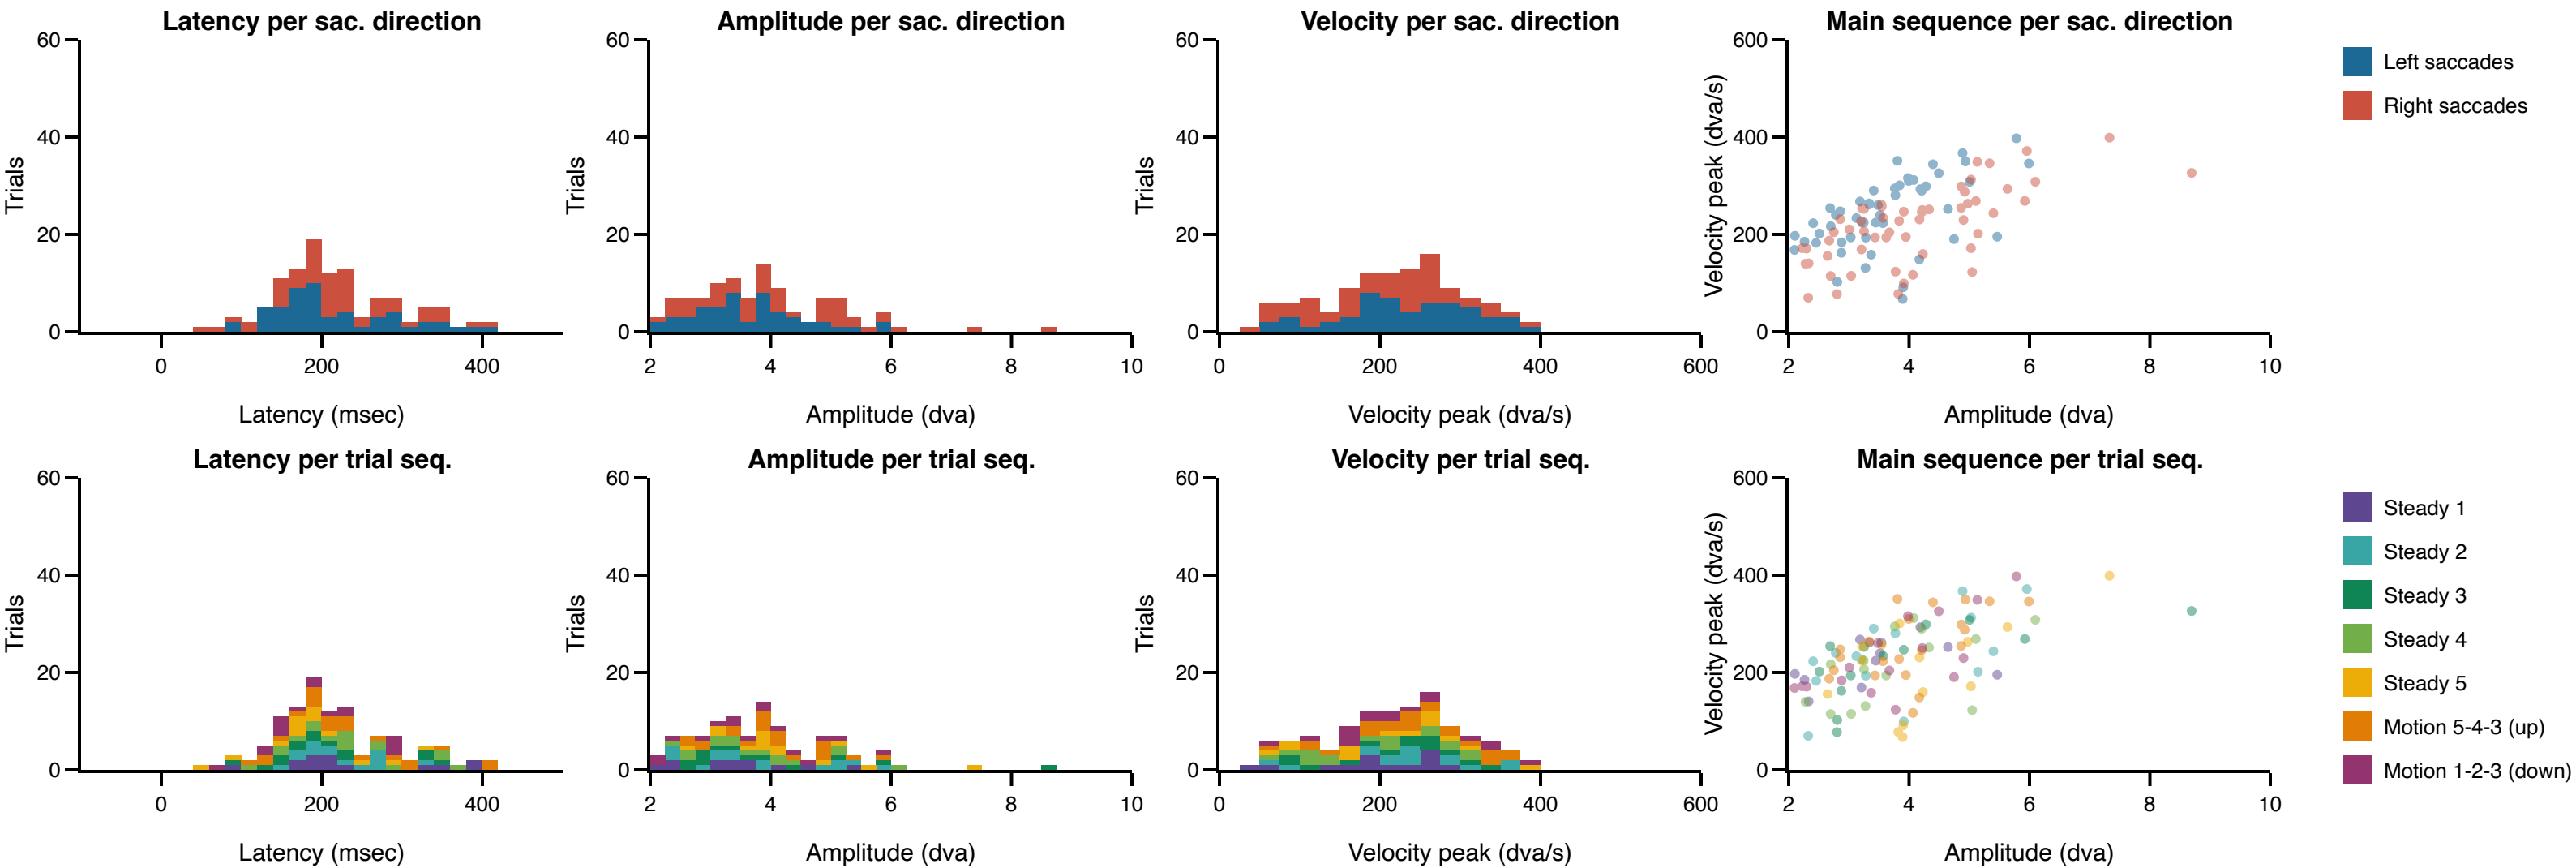 Latency per sac. direction
60
40
20
0
Trials
0 200 400
Latency (msec)
Amplitude per sac. direction
60
40
20
0
Trials
2 4 6 8 10
Amplitude (dva)
Velocity per sac. direction
60
40
20
0
Trials
0 200 400 600
Velocity peak (dva/s)
Main sequence per sac. direction
600
400
200
0
Velocity peak (dva/s)
2 4 6 8 10
Amplitude (dva)
Left saccades
Right saccades
Latency per trial seq.
60
40
20
0
Trials
0 200 400
Latency (msec)
Amplitude per trial seq.
60
40
20
0
Trials
2 4 6 8 10
Amplitude (dva)
Velocity per trial seq.
60
40
20
0
Trials
0 200 400 600
Velocity peak (dva/s)
Main sequence per trial seq.
600
400
200
0
Velocity peak (dva/s)
2 4 6 8 10
Amplitude (dva)
Steady 1
Steady 2
Steady 3
Steady 4
Steady 5
Motion 5-4-3 (up)
Motion 1-2-3 (down)